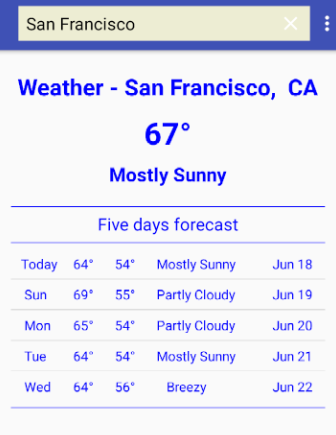 San Francisco
Weather - San Francisco, CA
67°
Mostly Sunny
Five days forecast
Today 64° 54° Mostly Sunny Jun 18
Sun 69° 55° Partly Cloudy Jun 19
Mon 65° 54° Partly Cloudy Jun 20
Tue 64° 54° Mostly Sunny Jun 21
Wed 64° 56° Breezy Jun 22